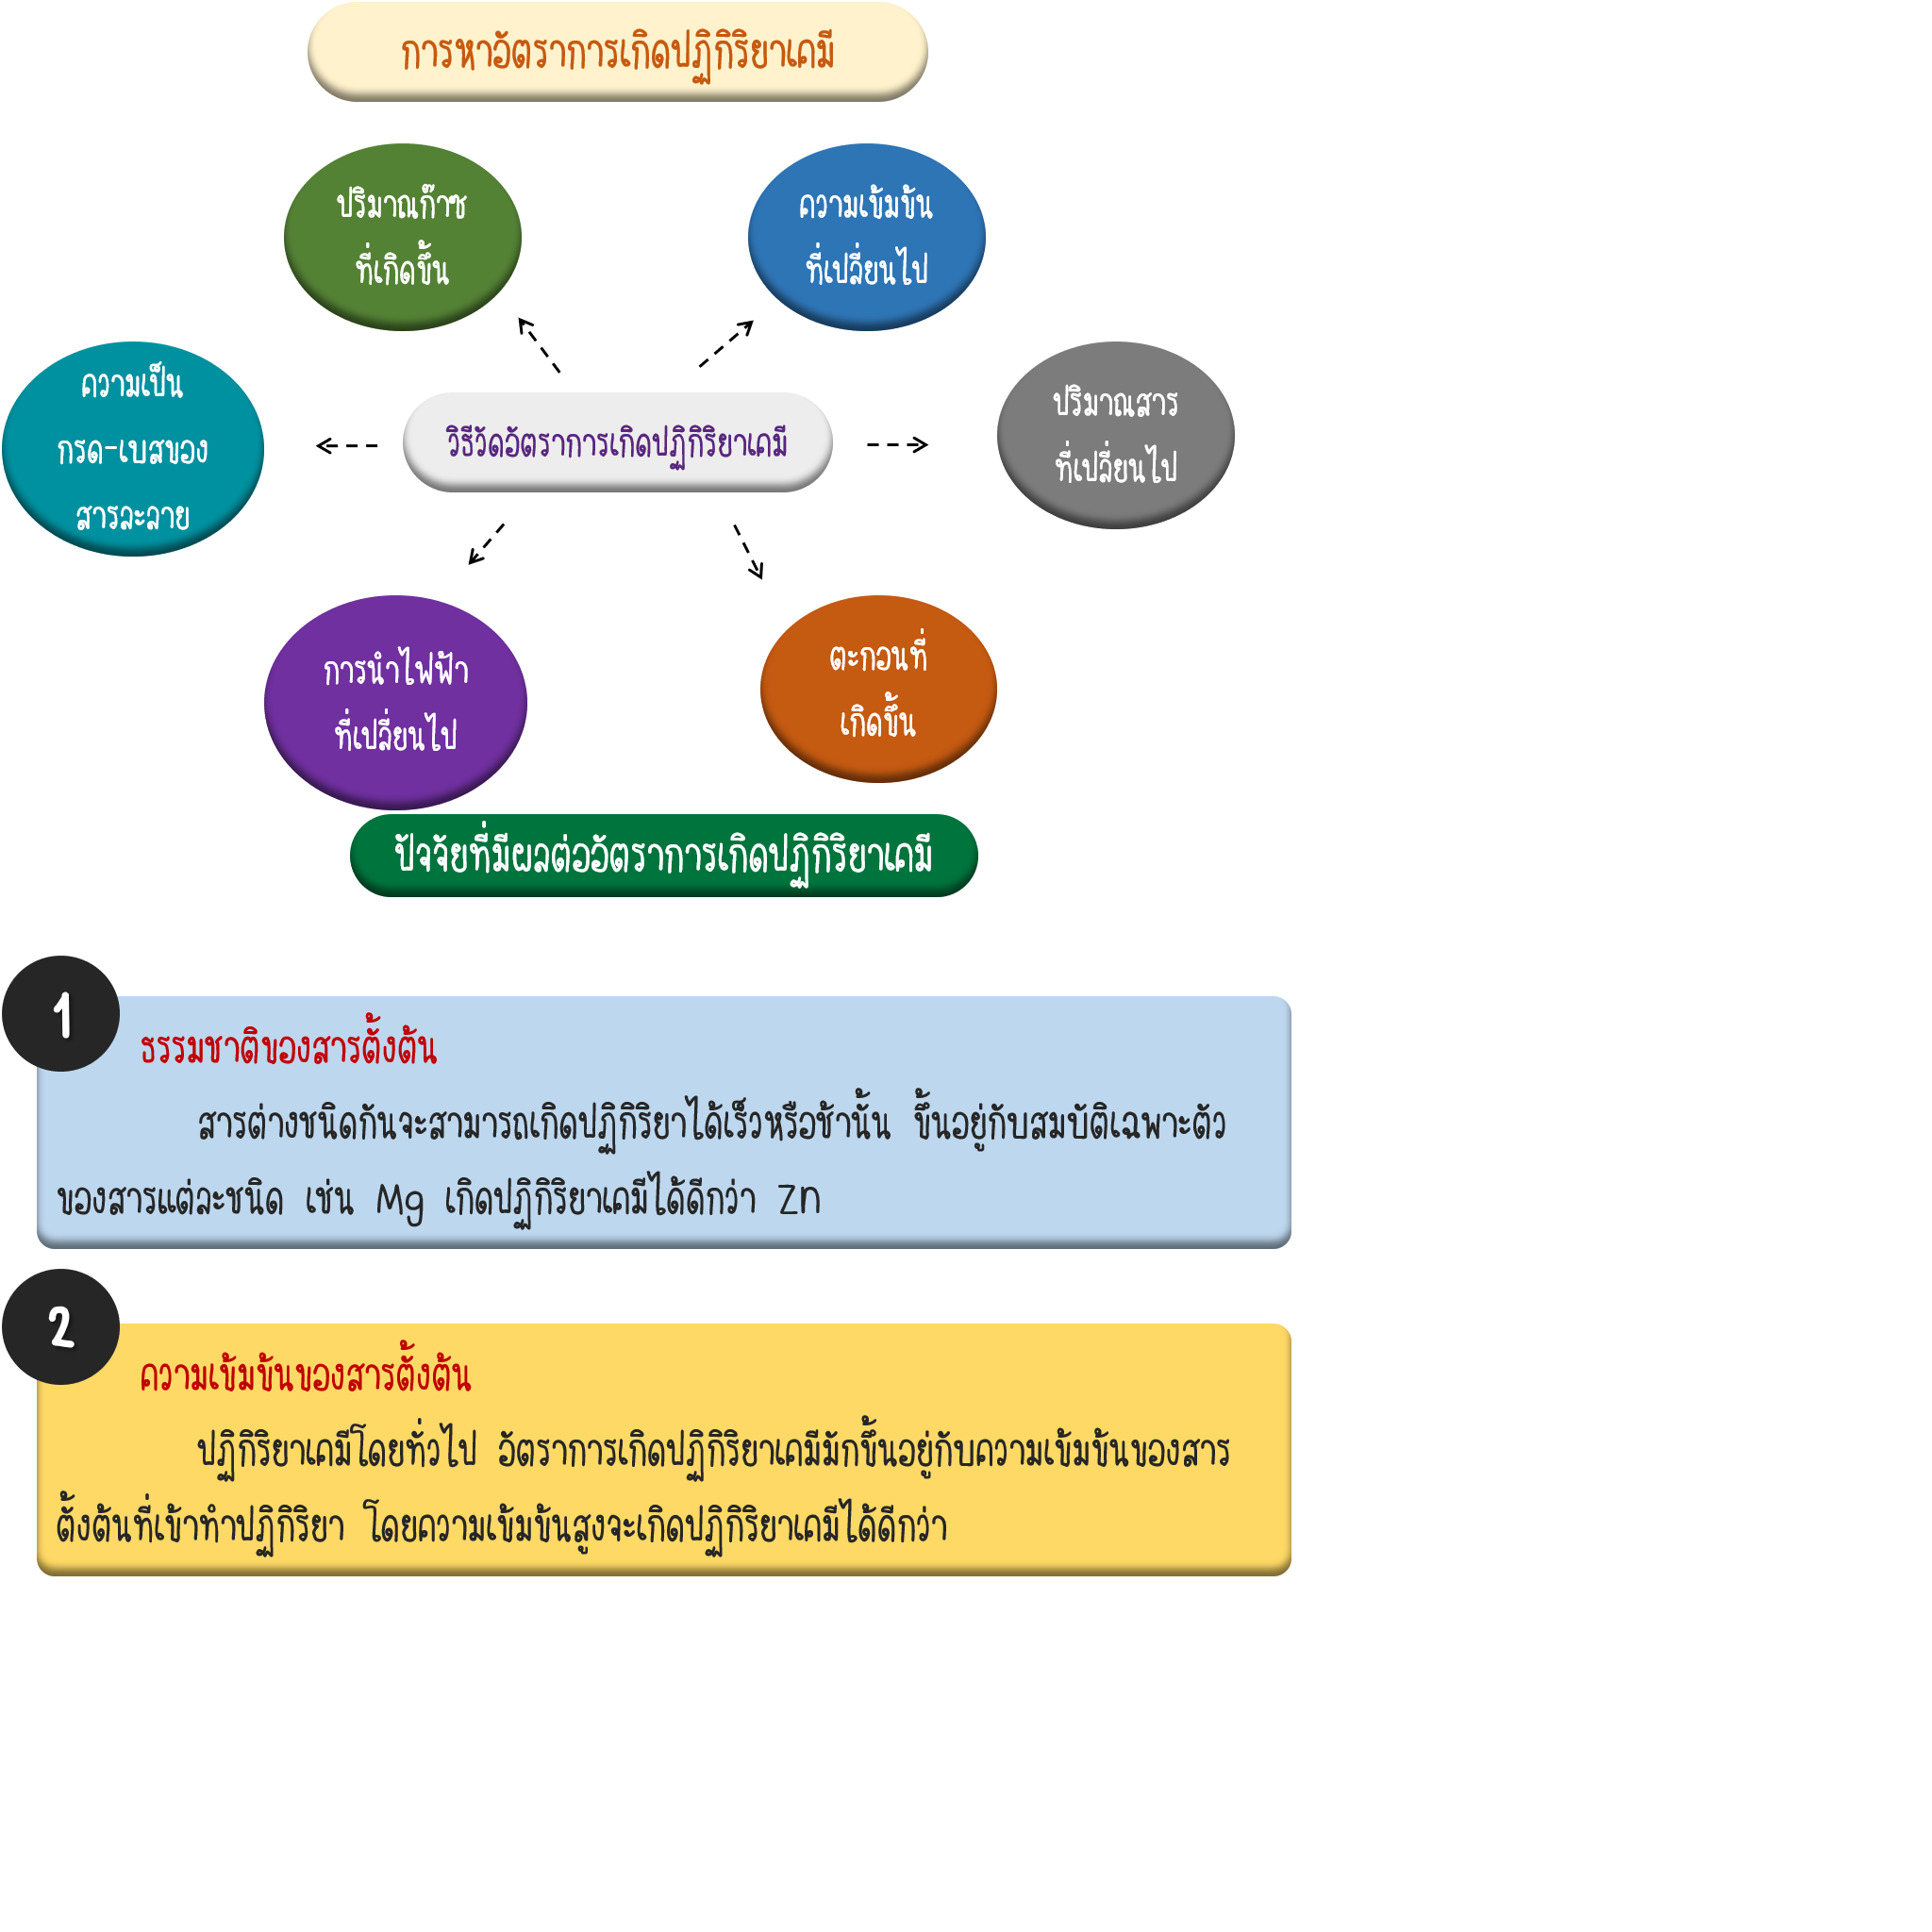 การหาอัตราการเกิดปฏิกิริยาเคมี
ปริมาณก๊าซ
ที่เกิดขึ้น
ความเข้มข้น
ที่เปลี่ยนไป
ความเป็น
กรด-เบสของ
สารละลาย
วิธีวัดอัตราการเกิดปฏิกิริยาเคมี
ปริมาณสาร
ที่เปลี่ยนไป
การนำไฟฟ้า
ที่เปลี่ยนไป
ตะกอนที่
เกิดขึ้น
ปัจจัยที่มีผลต่ออัตราการเกิดปฏิกิริยาเคมี
1
ธรรมชาติของสารตั้งต้น
สารต่างชนิดกันจะสามารถเกิดปฏิกิริยาได้เร็วหรือช้านั้น ขึ้นอยู่กับสมบัติเฉพาะตัว
ของสารแต่ละชนิด เช่น Mg เกิดปฏิกิริยาเคมีได้ดีกว่า Zn
2
ความเข้มข้นของสารตั้งต้น
ปฏิกิริยาเคมีโดยทั่วไป อัตราการเกิดปฏิกิริยาเคมีมักขึ้นอยู่กับความเข้มข้นของสาร
ตั้งต้นที่เข้าทำปฏิกิริยา โดยความเข้มข้นสูงจะเกิดปฏิกิริยาเคมีได้ดีกว่า